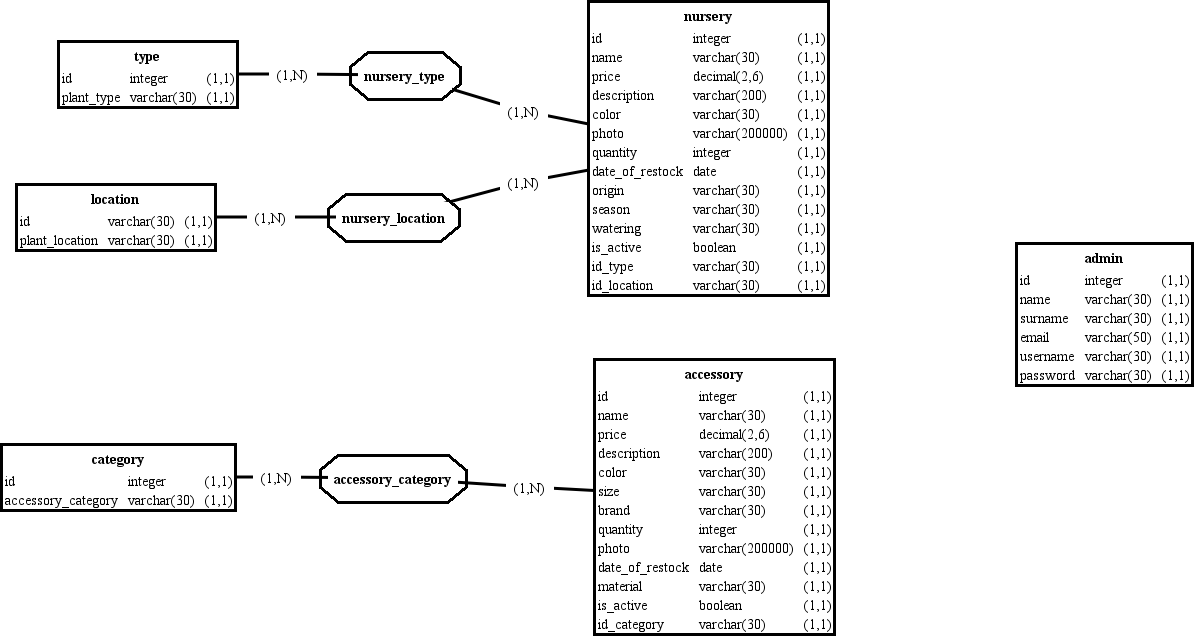 type
id integer (1,1)
plant_type varchar(30) (1,1)
(1,N)
nursery_type
(1,N)
nursery
id integer (1,1)
name varchar(30) (1,1)
price decimal(2,6) (1,1)
description varchar(200) (1,1)
color varchar(30) (1,1)
photo varchar(200000) (1,1)
quantity integer (1,1)
date_of_restock date (1,1)
origin varchar(30) (1,1)
season varchar(30) (1,1)
watering varchar(30) (1,1)
is_active boolean (1,1)
id_type varchar(30) (1,1)
id_location varchar(30) (1,1)
location
id varchar(30) (1,1)
plant_location varchar(30) (1,1)
(1,N)
nursery_location
(1,N)
admin
id integer (1,1)
name varchar(30) (1,1)
surname varchar(30) (1,1)
email varchar(50) (1,1)
username varchar(30) (1,1)
password varchar(30) (1,1)
category
id integer (1,1)
accessory_category varchar(30) (1,1)
(1,N)
accessory_category
(1,N)
accessory
id integer (1,1)
name varchar(30) (1,1)
price decimal(2,6) (1,1)
description varchar(200) (1,1)
color varchar(30) (1,1)
size varchar(30) (1,1)
brand varchar(30) (1,1)
quantity integer (1,1)
photo varchar(200000) (1,1)
date_of_restock date (1,1)
material varchar(30) (1,1)
is_active boolean (1,1)
id_category varchar(30) (1,1)